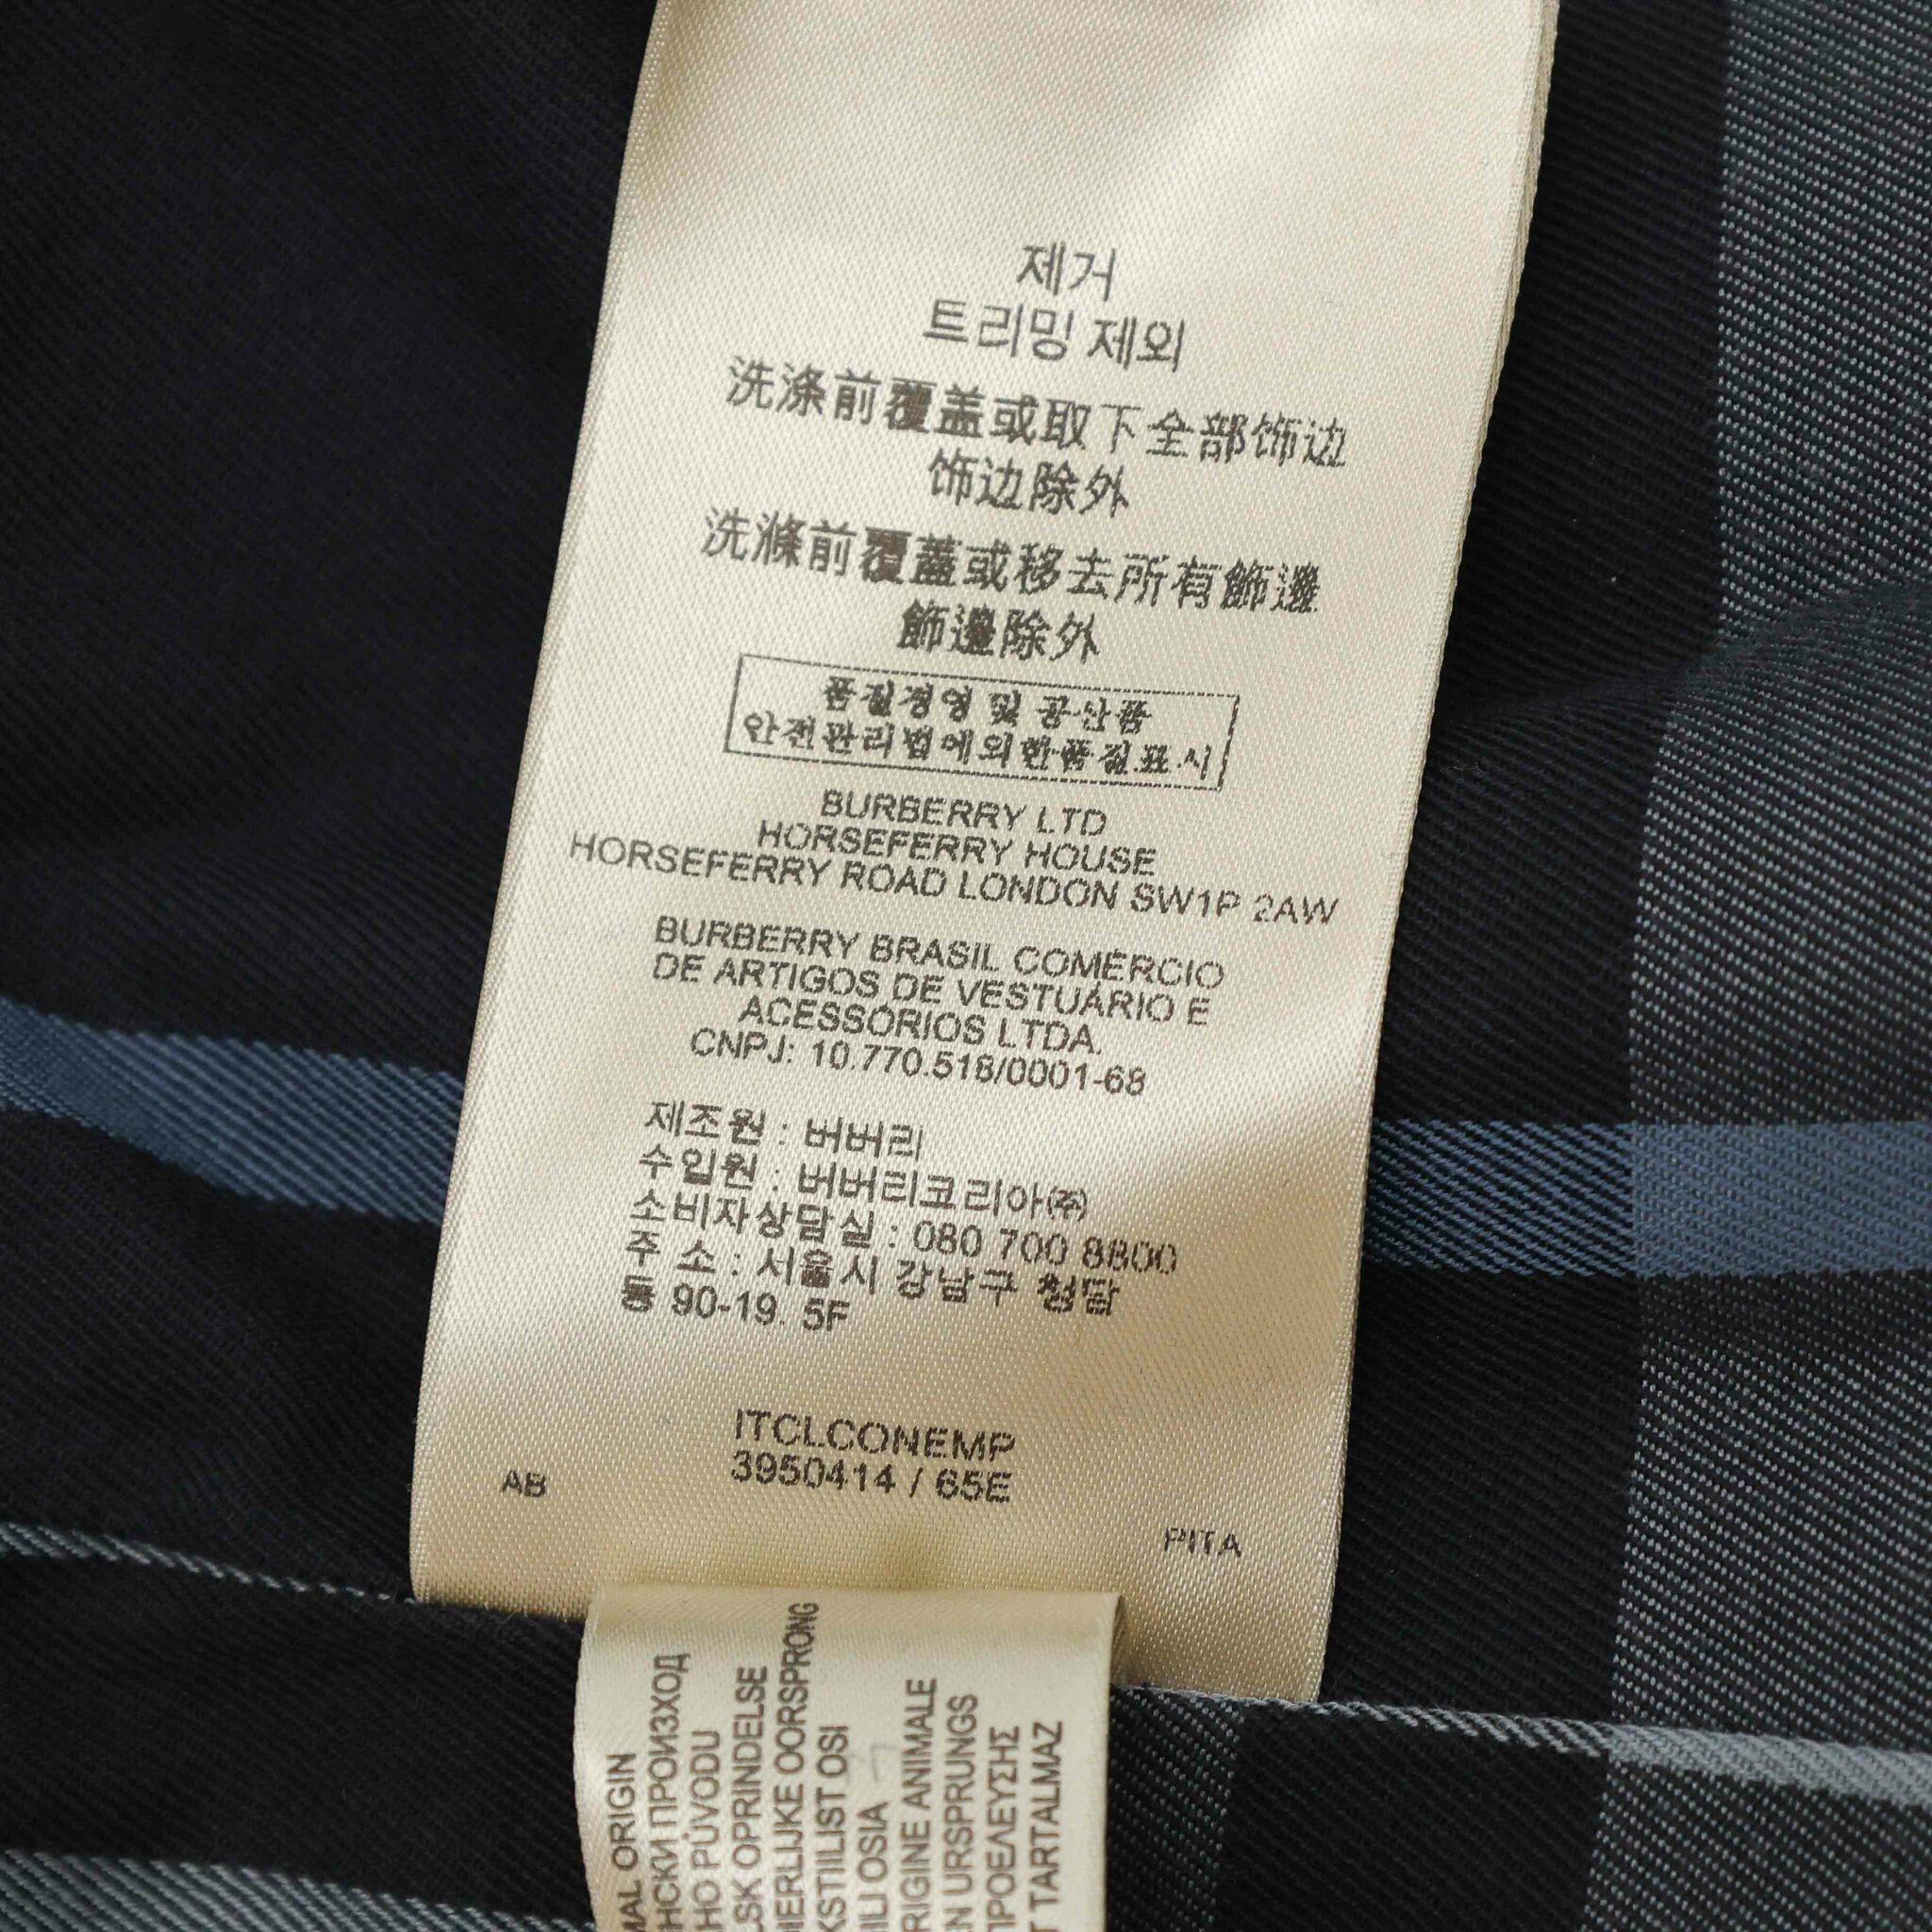 제거
트리밍 제외
洗涤前覆盖或取下全部饰边
饰边除外
洗滌前覆蓋或移去所有飾邊
飾邊除外
품질경영 및 공산품
안전관리법에의한품질표시
BURBERRY LTD
HORSEFERRY HOUSE
HORSEFERRY ROAD LONDON SW1P 2AW
BURBERRY BRASIL COMÉRCIO
DE ARTIGOS DE VESTUÁRIO E
ACESSÓRIOS LTDA.
CNPJ: 10.770.518/0001-68
제조원 : 버버리
수입원 : 버버리코리아㈜
소비자상담실 : 080 700 8800
주 소 : 서울시 강남구 청담
동 90-19. 5F
ITCLCONEMP
3950414 / 65E
AB
PITA
MAL ORIGIN
НСКИ ПРОИЗХОД
HO PŮVODU
SK OPRINDELSE
IERLIJKE OORSPRONG
KSTIILIST OSI
ILI OSIA
RIGINE ANIMALE
N URSPRUNGS
ΠΡΟΕΛΕΥΣΗΣ
T TARTALMAZ